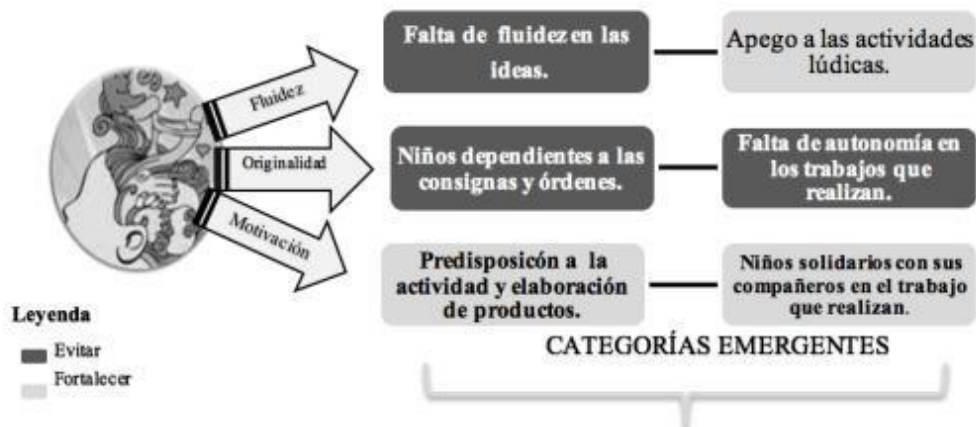 Fluidez
Falta de fluidez en las
ideas.
Apego a las actividades
lúdicas.
Originalidad
Niños dependientes a las
consignas y órdenes.
Falta de autonomía en
los trabajos que
realizan.
Motivación
Predisposicón a la
actividad y elaboración
de productos.
Niños solidarios con sus
compañeros en el trabajo
que realizan.
Leyenda
Evitar
Fortalecer
CATEGORÍAS EMERGENTES